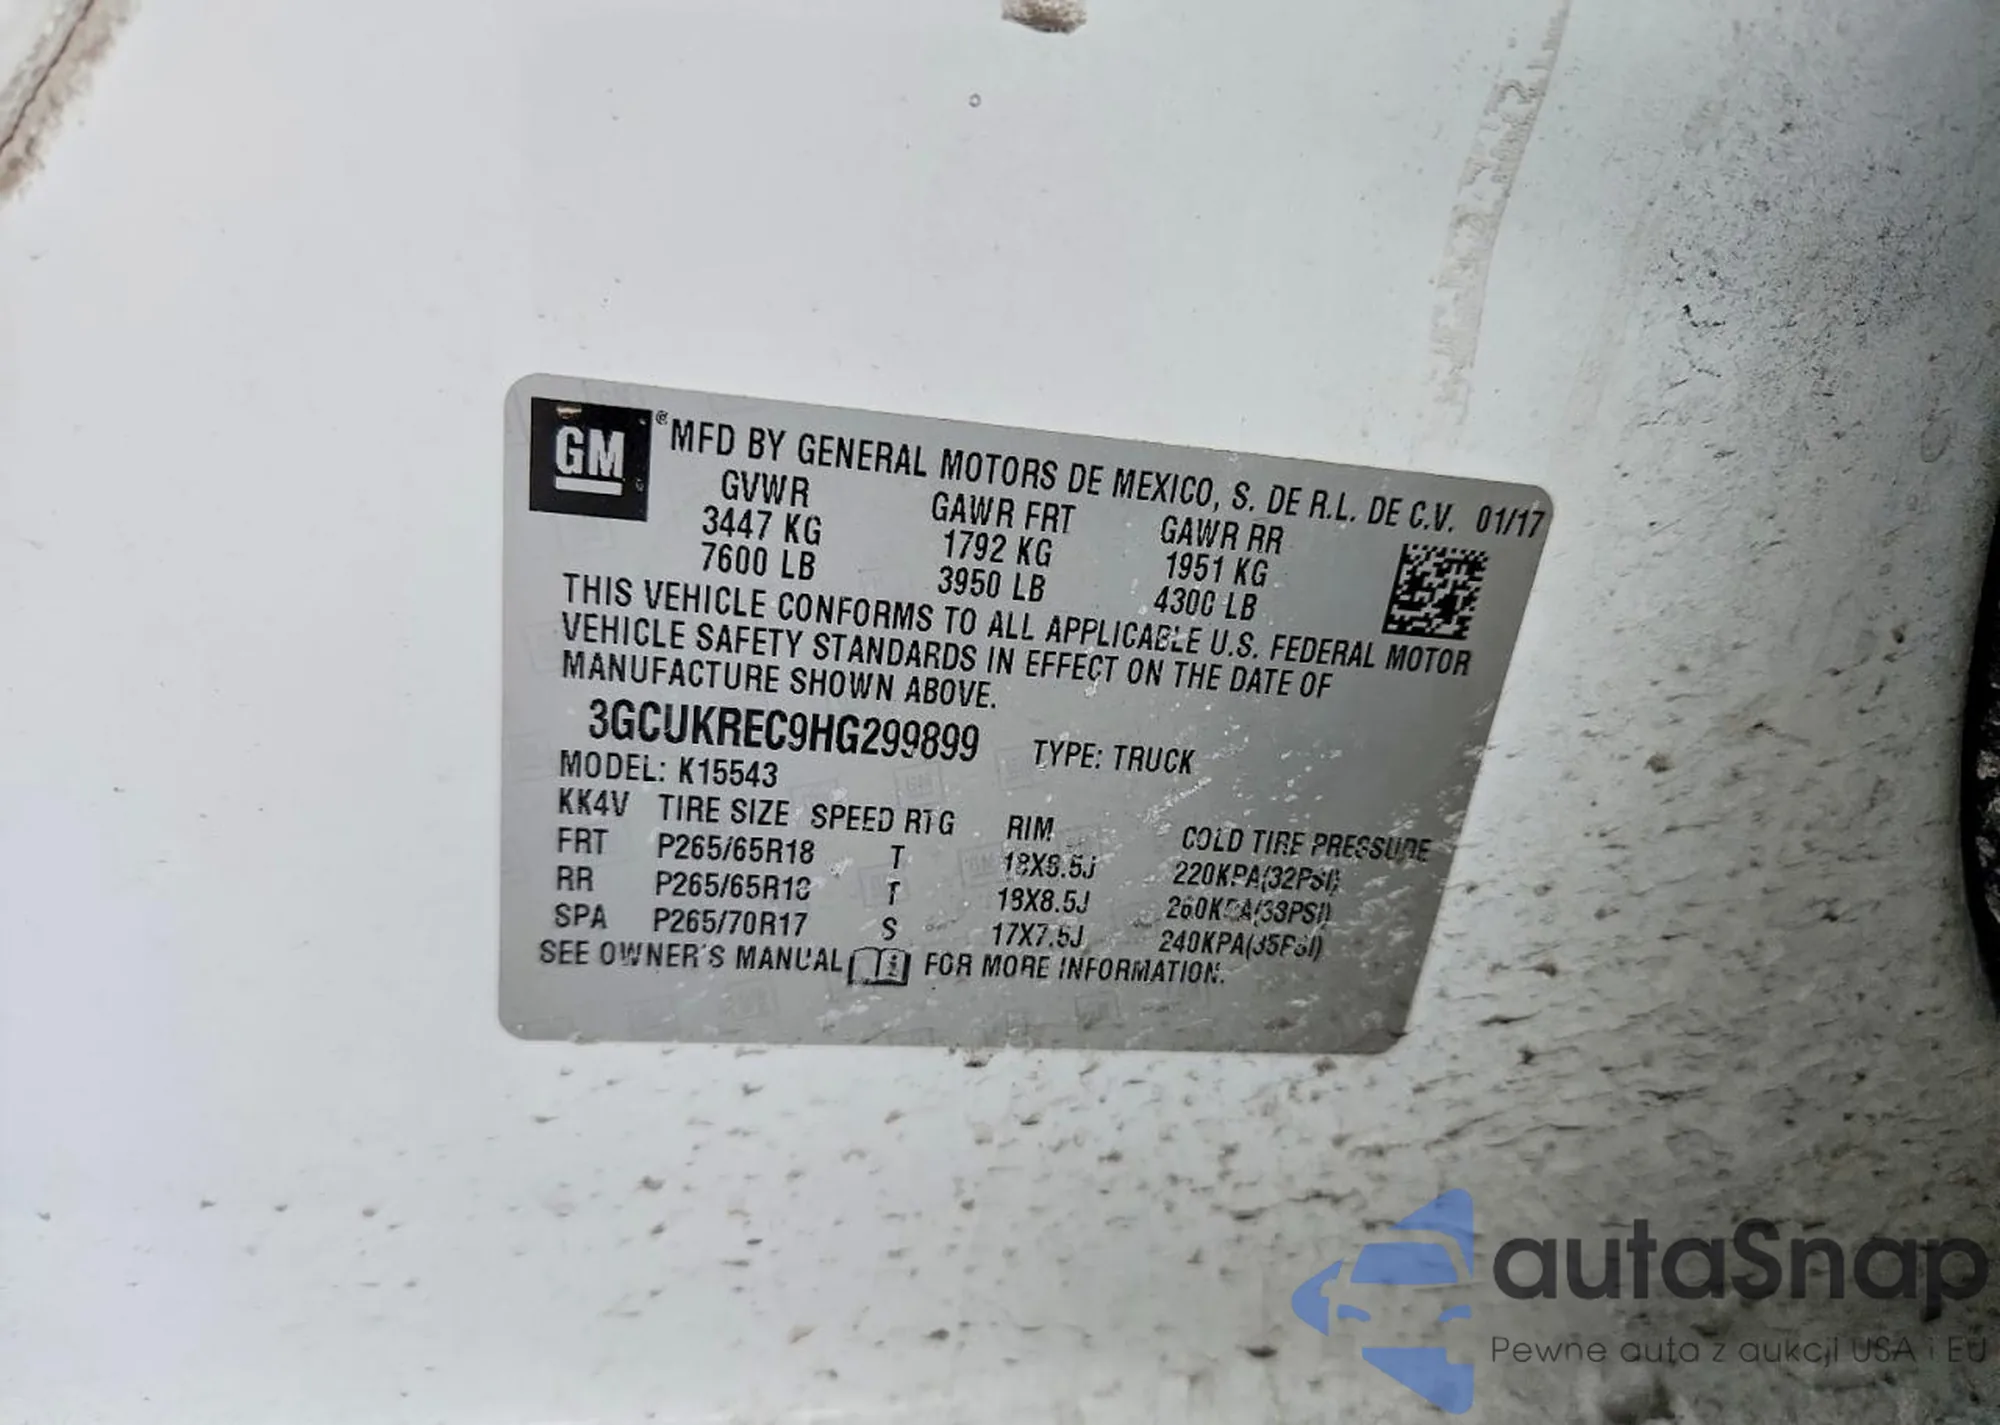 GM
® MFD BY GENERAL MOTORS DE MEXICO, S. DE R.L. DE C.V. 01/17
GVWR GAWR FRT GAWR RR
3447 KG 1792 KG 1951 KG
7600 LB 3950 LB 4300 LB
THIS VEHICLE CONFORMS TO ALL APPLICABLE U.S. FEDERAL MOTOR
VEHICLE SAFETY STANDARDS IN EFFECT ON THE DATE OF
MANUFACTURE SHOWN ABOVE.
3GCUKREC9HG299899 TYPE: TRUCK
MODEL: K15543
KK4V TIRE SIZE SPEED RTG RIM COLD TIRE PRESSURE
FRT P265/65R18 T 18X8.5J 220KPA(32PSI)
RR P265/65R18 T 18X8.5J
SPA P265/70R17 S 17X7.5J 240KPA(35PSI)
SEE OWNER'S MANUAL FOR MORE INFORMATION.
autaSnap
Pewne auta z aukcji USA i EU